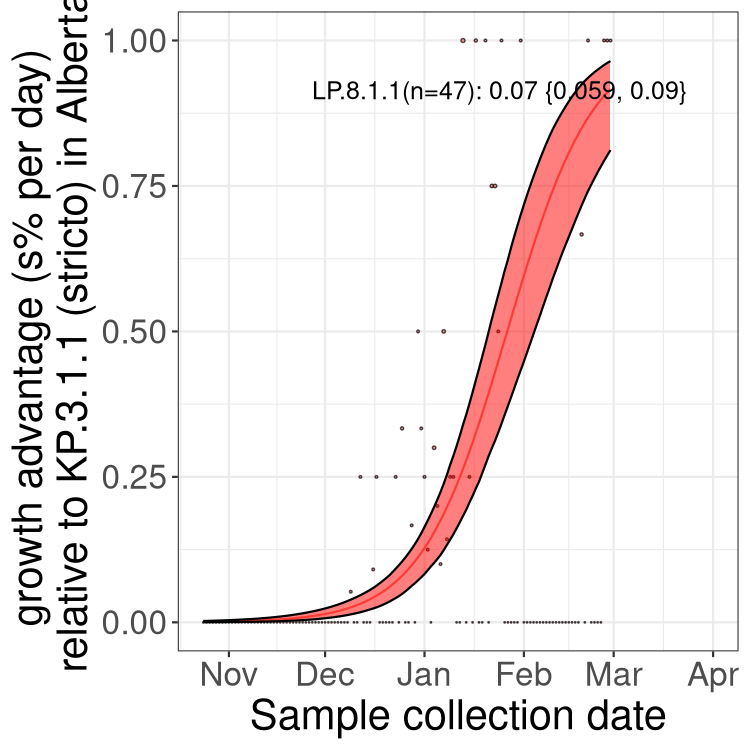 growth advantage (s% per day)
relative to KP.3.1.1 (stricto) in Alberta
1.00
0.75
0.50
0.25
0.00
LP.8.1.1(n=47): 0.07 {0.059, 0.09}
Nov Dec Jan Feb Mar Apr
Sample collection date